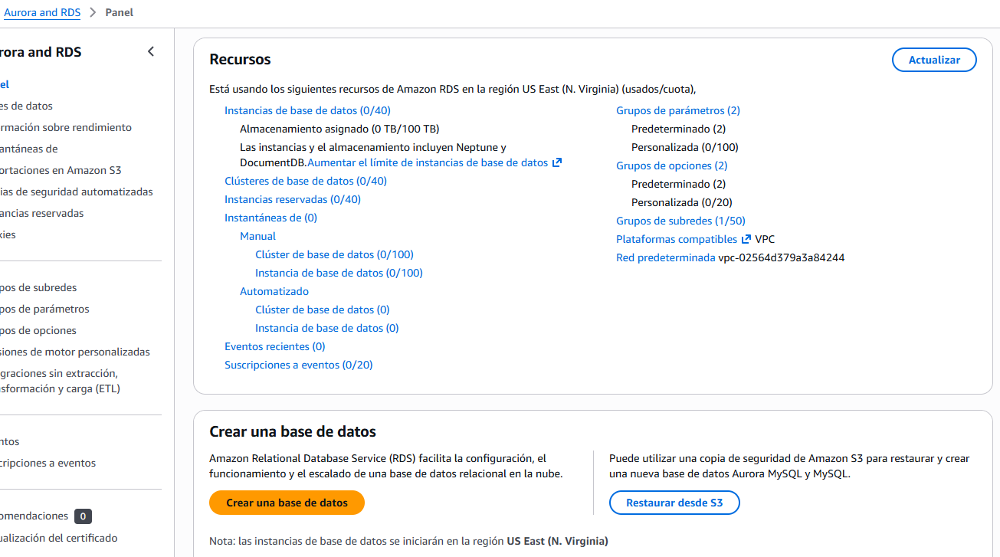 Aurora and RDS > Panel
rora and RDS
el
es de datos
rmación sobre rendimiento
antáneas de
ortaciones en Amazon S3
ias de seguridad automatizadas
ancias reservadas
xies
pos de subredes
pos de parámetros
pos de opciones
siones de motor personalizadas
graciones sin extracción,
sformación y carga (ETL)
ntos
cripciones a eventos
omendaciones 0
ualización del certificado
Recursos
Actualizar
Está usando los siguientes recursos de Amazon RDS en la región US East (N. Virginia) (usados/cuota),
Instancias de base de datos (0/40)
Almacenamiento asignado (0 TB/100 TB)
Las instancias y el almacenamiento incluyen Neptune y
DocumentDB.Aumentar el límite de instancias de base de datos
Clústeres de base de datos (0/40)
Instancias reservadas (0/40)
Instantáneas de (0)
Manual
Clúster de base de datos (0/100)
Instancia de base de datos (0/100)
Automatizado
Clúster de base de datos (0)
Instancia de base de datos (0)
Eventos recientes (0)
Suscripciones a eventos (0/20)
Grupos de parámetros (2)
Predeterminado (2)
Personalizada (0/100)
Grupos de opciones (2)
Predeterminado (2)
Personalizada (0/20)
Grupos de subredes (1/50)
Plataformas compatibles VPC
Red predeterminada vpc-02564d379a3a84244
Crear una base de datos
Amazon Relational Database Service (RDS) facilita la configuración, el
funcionamiento y el escalado de una base de datos relacional en la nube.
Crear una base de datos
Puede utilizar una copia de seguridad de Amazon S3 para restaurar y crear
una nueva base de datos Aurora MySQL y MySQL.
Restaurar desde S3
Nota: las instancias de base de datos se iniciarán en la región US East (N. Virginia)